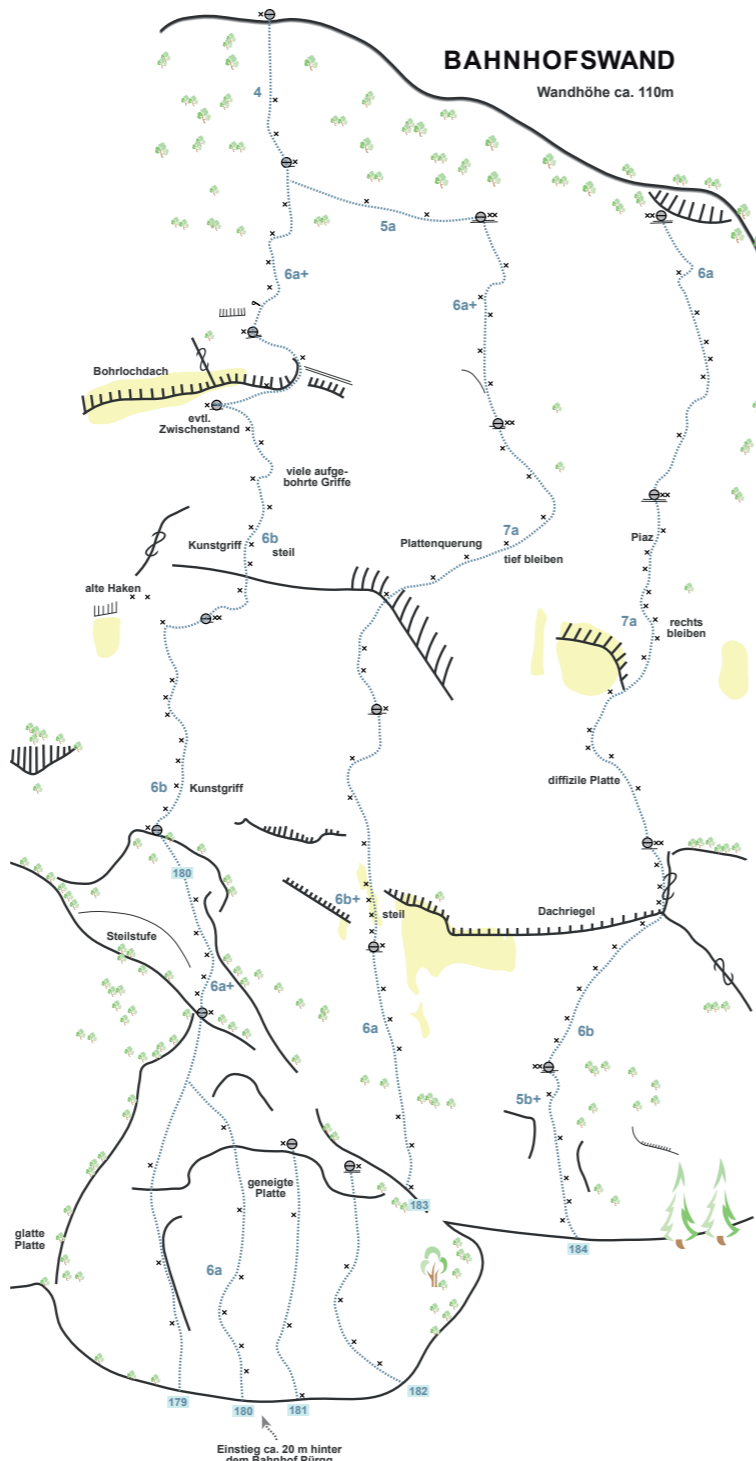 BAHNHOFSWAND
Wandhöhe ca. 110m
4
5a
6a+
6a+
6a
Bohrlochdach
evtl.
Zwischenstand
viele aufge-
bohrte Griffe
Kunstgriff
6b
steil
Plattenquerung
7a
tief bleiben
Piaz
alte Haken
7a
rechts
bleiben
6b
Kunstgriff
diffizile Platte
180
6b+
steil
Dachriegel
Steilstufe
6a+
6a
6b
5b+
geneigte
Platte
183
glatte
Platte
184
6a
179
180
181
182
Einstieg ca. 20 m hinter
dem Bahnhof Pürgg